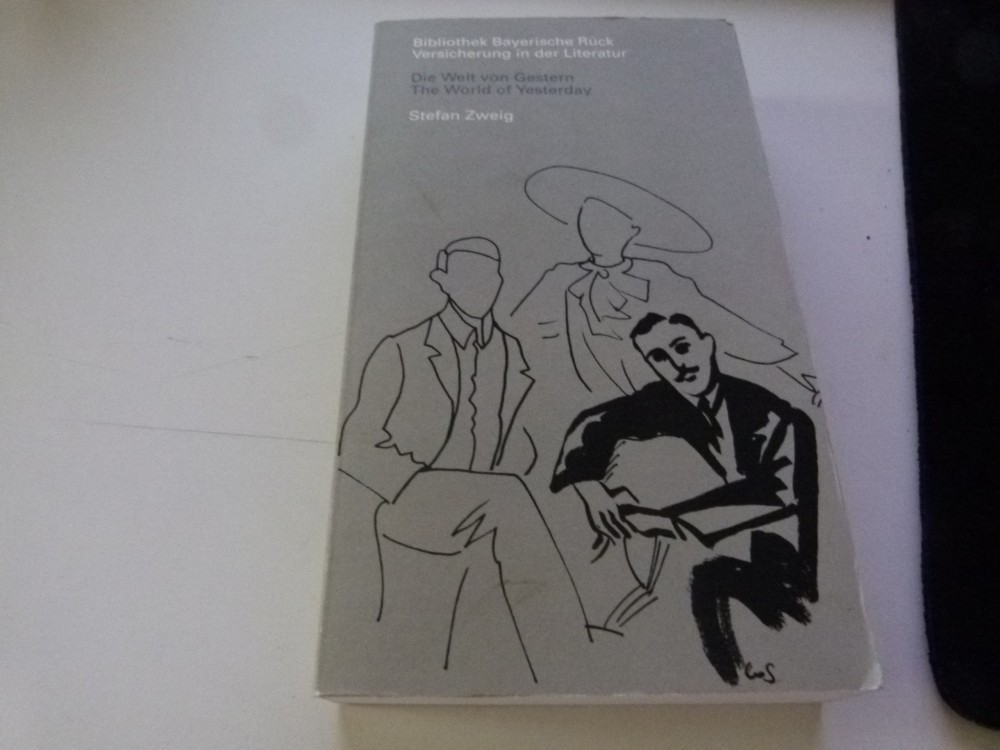 Bibliothek Bayerische Rück
Versicherung in der Literatur
Die Welt von Gestern
The World of Yesterday
Stefan Zweig